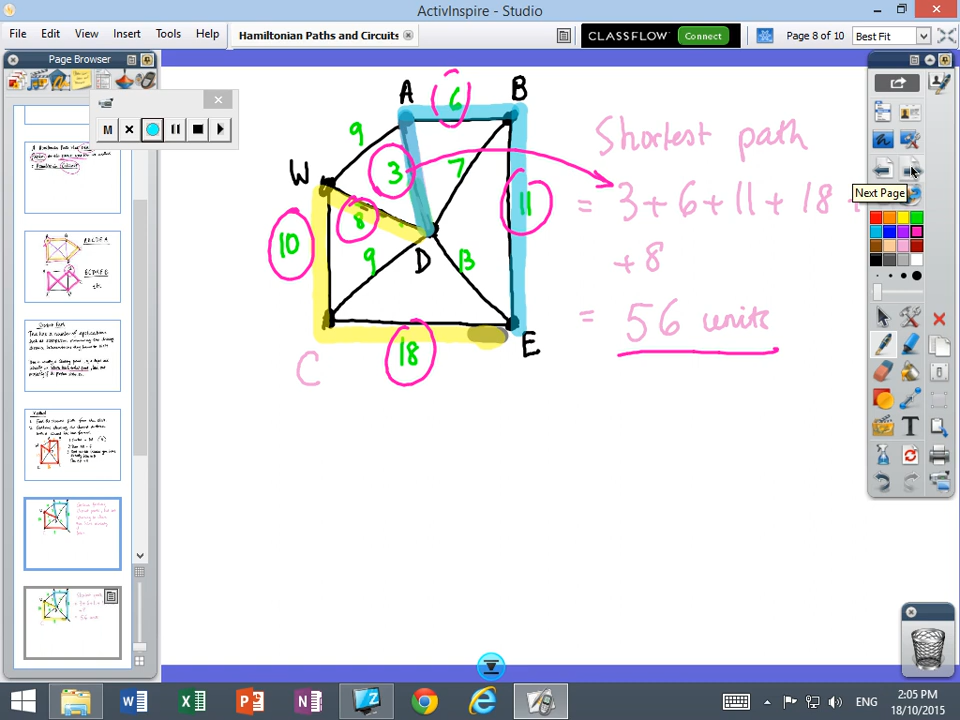 ActivInspire - Studio
File Edit View Insert Tools Help
Hamiltonian Paths and Circuits
CLASSFLOW Connect
Page 8 of 10
Best Fit
Page Browser
M
A B 6
9
W 3 7
8 11
10
9 D 13
18 E
C
Shortest path
= 3 + 6 + 11 + 18 +
+ 8
= 56 units
Next Page
T
W X P N
ENG
2:05 PM
18/10/2015